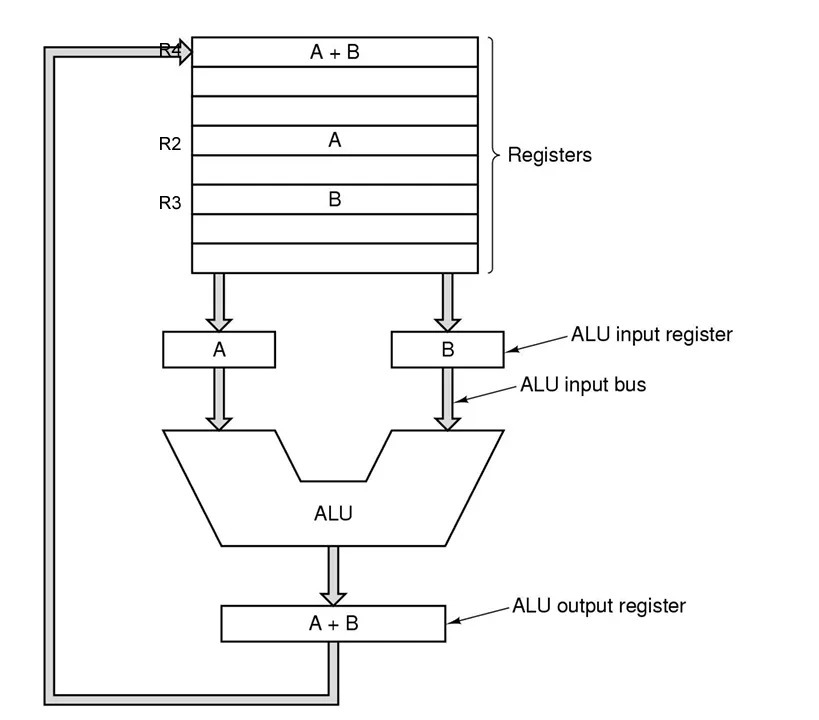 R4
A + B
R2
A
R3
B
Registers
A
B
ALU input register
ALU input bus
ALU
A + B
ALU output register